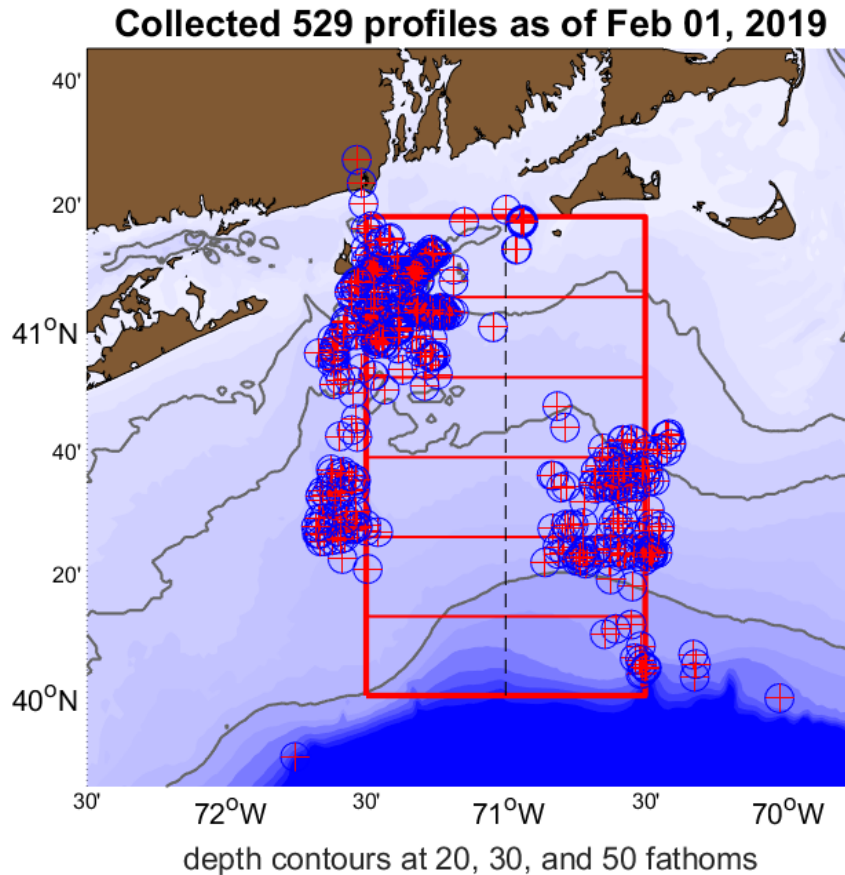 Collected 529 profiles as of Feb 01, 2019
40'
20'
41°N
40'
20'
40°N
30'
72°W
30'
71°W
30'
70°W
depth contours at 20, 30, and 50 fathoms